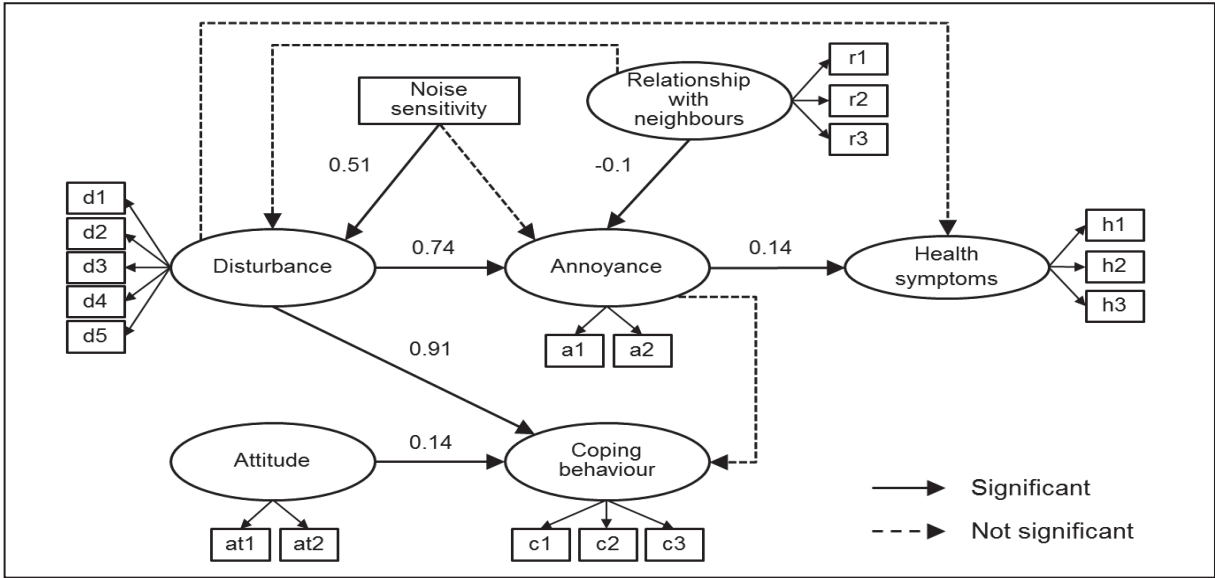 Noise
sensitivity
Relationship
with
neighbours
r1
r2
r3
0.51
-0.1
d1
d2
d3
d4
d5
Disturbance
0.74
Annoyance
0.14
Health
symptoms
h1
h2
h3
a1
a2
0.91
Attitude
0.14
Coping
behaviour
at1
at2
c1
c2
c3
Significant
Not significant